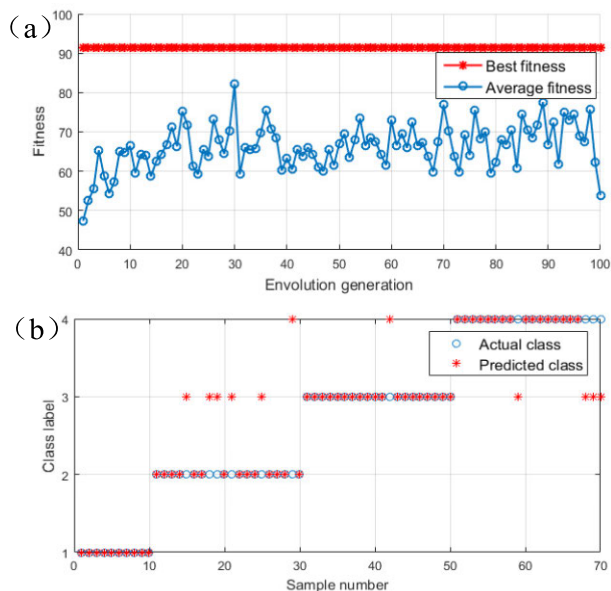 (a)
100
90
80
70
60
50
40
Fitness
Best fitness
Average fitness
0 10 20 30 40 50 60 70 80 90 100
Envolution generation
(b)
4
3
2
1
Class label
Actual class
Predicted class
0 10 20 30 40 50 60 70
Sample number